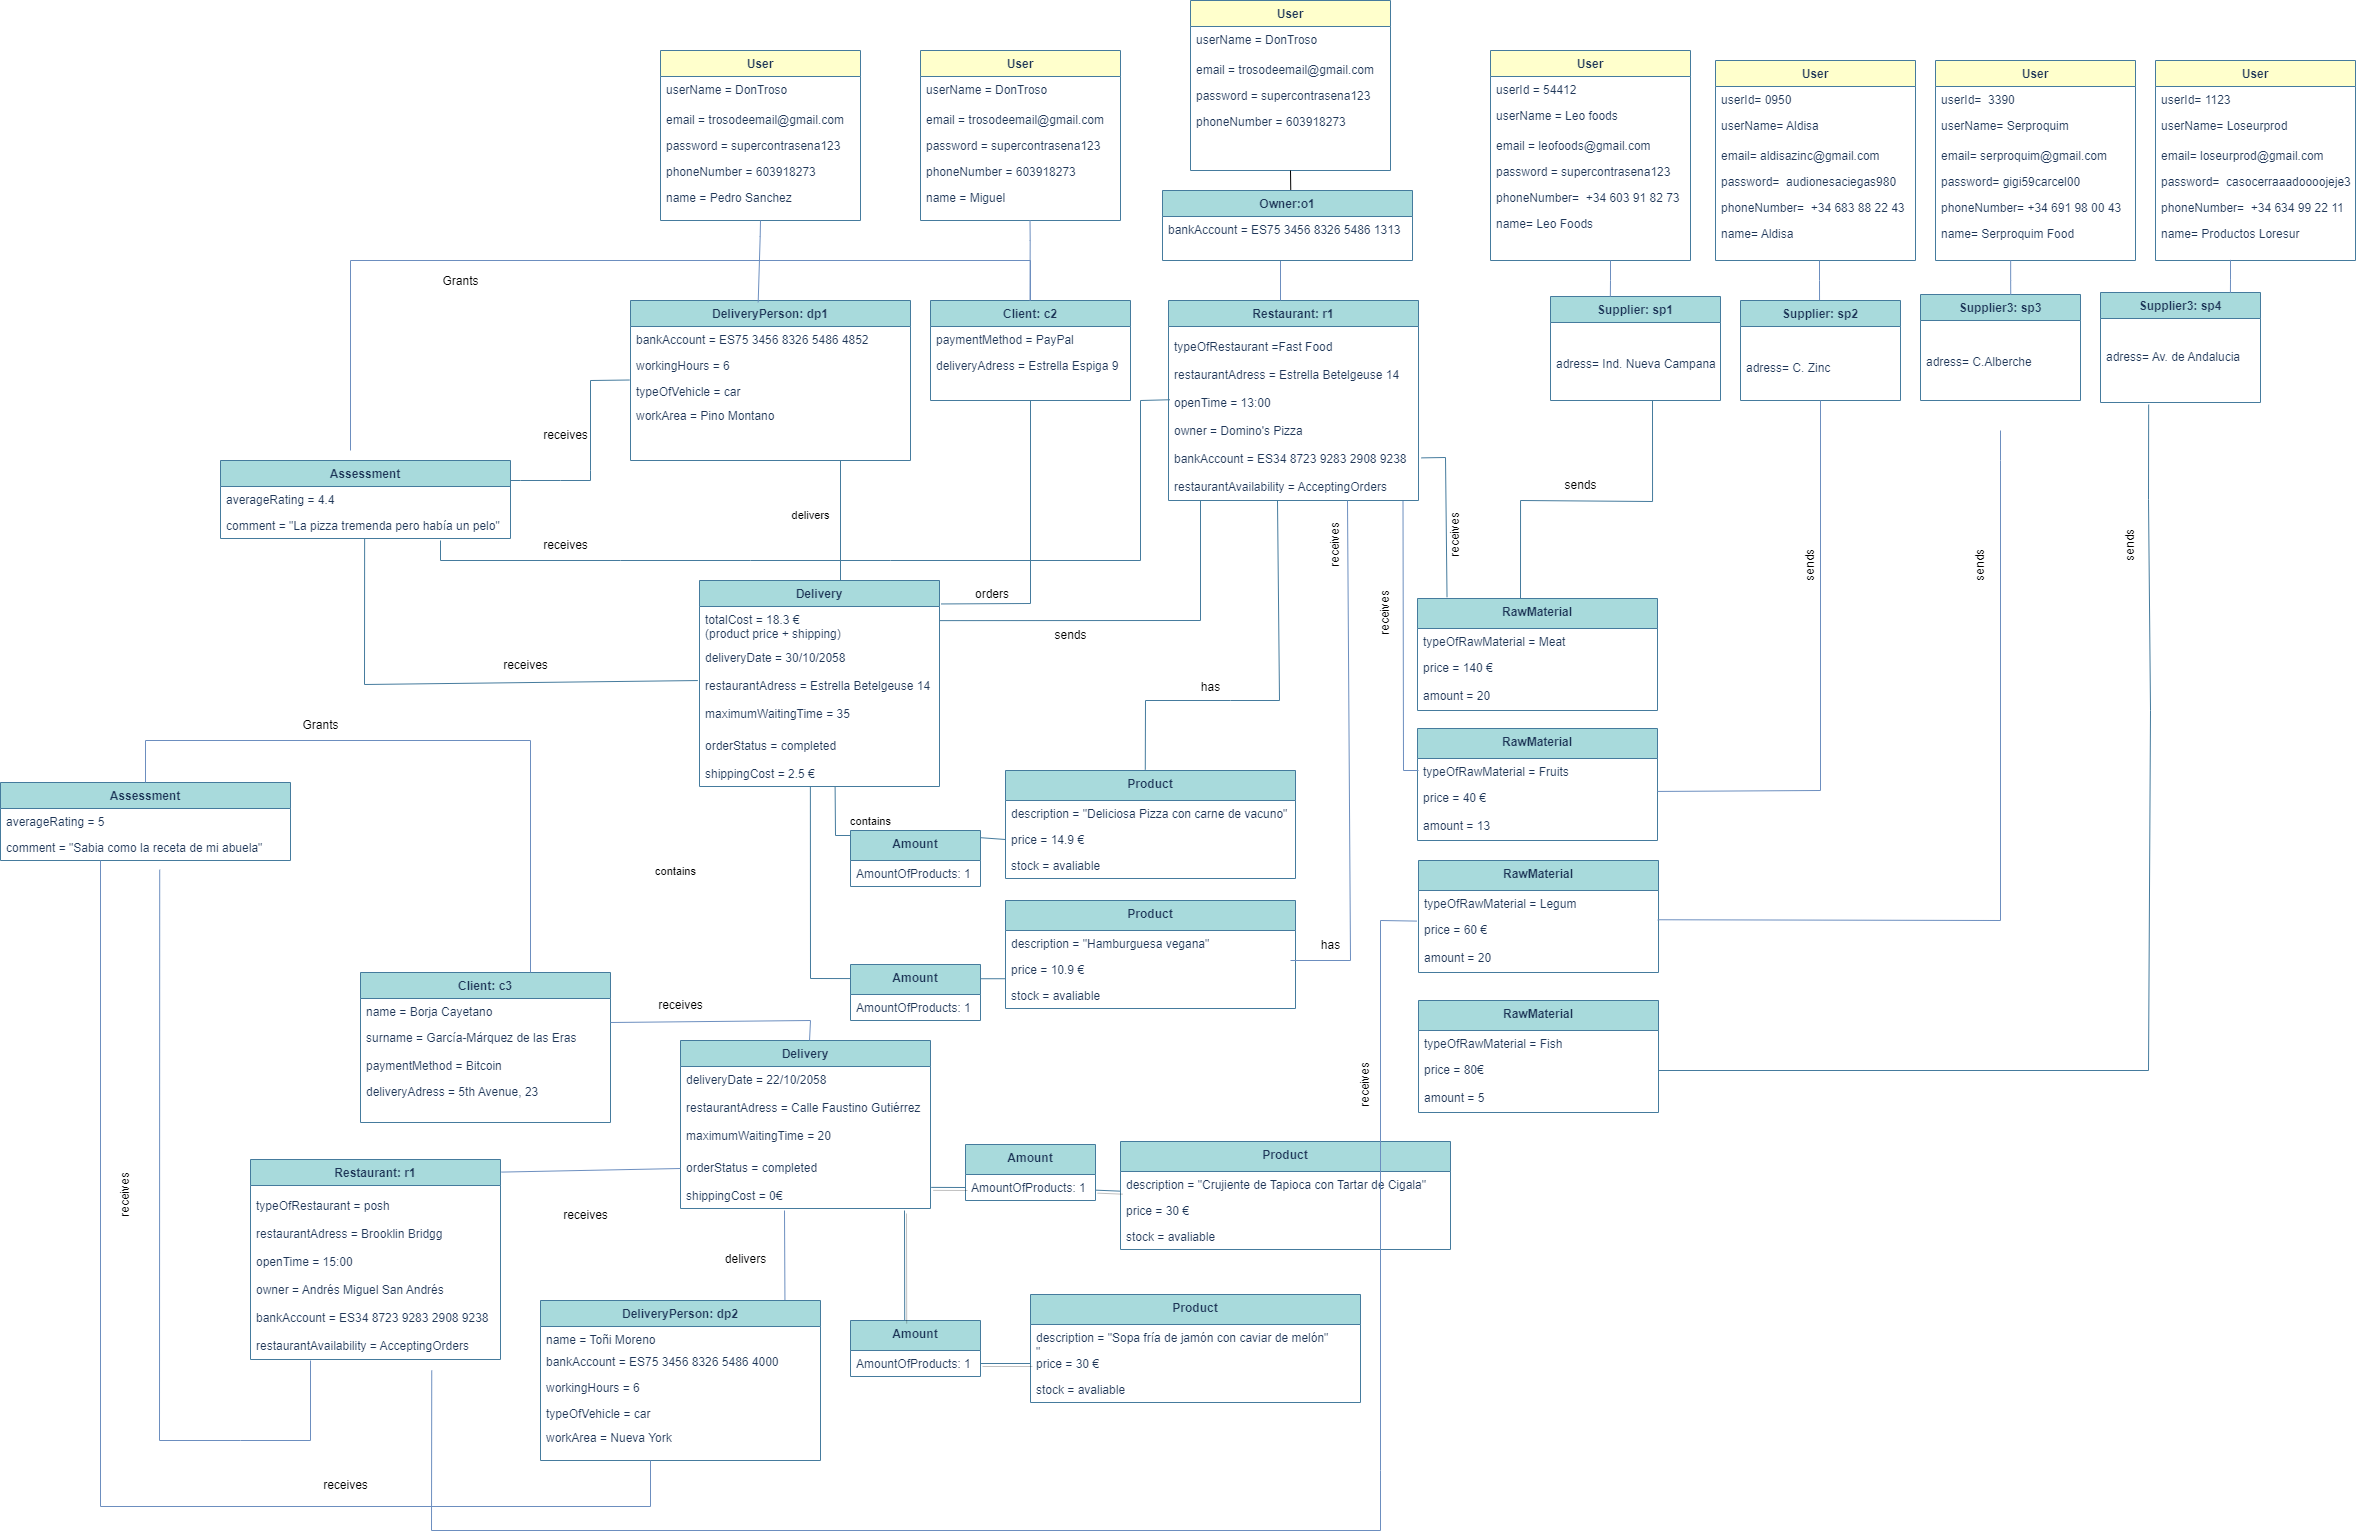 User
userName = DonTroso
email = trosodeemail@gmail.com
password = supercontrasena123
phoneNumber = 603918273
User
userName = DonTroso
email = trosodeemail@gmail.com
password = supercontrasena123
phoneNumber = 603918273
name = Pedro Sanchez
User
userName = DonTroso
email = trosodeemail@gmail.com
password = supercontrasena123
phoneNumber = 603918273
name = Miguel
User
userId = 54412
userName = Leo foods
email = leofoods@gmail.com
password = supercontrasena123
phoneNumber= +34 603 91 82 73
name= Leo Foods
User
userId= 0950
userName= Aldisa
email= aldisazinc@gmail.com
password= audionesaciegas980
phoneNumber= +34 683 88 22 43
name= Aldisa
User
userId= 3390
userName= Serproquim
email= serproquim@gmail.com
password= gigi59carcel00
phoneNumber= +34 691 98 00 43
name= Serproquim Food
User
userId= 1123
userName= Loseurprod
email= loseurprod@gmail.com
password= casocerraaadoooojeje3
phoneNumber= +34 634 99 22 11
name= Productos Loresur
Owner:o1
bankAccount = ES75 3456 8326 5486 1313
Grants
DeliveryPerson: dp1
bankAccount = ES75 3456 8326 5486 4852
workingHours = 6
typeOfVehicle = car
workArea = Pino Montano
Client: c2
paymentMethod = PayPal
deliveryAdress = Estrella Espiga 9
Restaurant: r1
typeOfRestaurant =Fast Food
restaurantAdress = Estrella Betelgeuse 14
openTime = 13:00
owner = Domino's Pizza
bankAccount = ES34 8723 9283 2908 9238
restaurantAvailability = AcceptingOrders
Supplier: sp1
adress= Ind. Nueva Campana
Supplier: sp2
adress= C. Zinc
Supplier3: sp3
adress= C.Alberche
Supplier3: sp4
adress= Av. de Andalucia
receives
Assessment
averageRating = 4.4
comment = "La pizza tremenda pero había un pelo"
delivers
receives
sends
receives
receives
sends
sends
sends
Delivery
totalCost = 18.3 €
(product price + shipping)
deliveryDate = 30/10/2058
restaurantAdress = Estrella Betelgeuse 14
maximumWaitingTime = 35
orderStatus = completed
shippingCost = 2.5 €
orders
sends
receives
receives
has
RawMaterial
typeOfRawMaterial = Meat
price = 140 €
amount = 20
RawMaterial
typeOfRawMaterial = Fruits
price = 40 €
amount = 13
RawMaterial
typeOfRawMaterial = Legum
price = 60 €
amount = 20
RawMaterial
typeOfRawMaterial = Fish
price = 80€
amount = 5
Grants
Assessment
averageRating = 5
comment = "Sabia como la receta de mi abuela"
contains
Amount
AmountOfProducts: 1
Product
description = "Deliciosa Pizza con carne de vacuno"
price = 14.9 €
stock = avaliable
contains
Amount
AmountOfProducts: 1
Product
description = "Hamburguesa vegana"
price = 10.9 €
stock = avaliable
has
Client: c3
name = Borja Cayetano
surname = García-Márquez de las Eras
paymentMethod = Bitcoin
deliveryAdress = 5th Avenue, 23
receives
Delivery
deliveryDate = 22/10/2058
restaurantAdress = Calle Faustino Gutiérrez
maximumWaitingTime = 20
orderStatus = completed
shippingCost = 0€
receives
Amount
AmountOfProducts: 1
Product
description = "Crujiente de Tapioca con Tartar de Cigala"
price = 30 €
stock = avaliable
receives
Restaurant: r1
typeOfRestaurant = posh
restaurantAdress = Brooklin Bridgg
openTime = 15:00
owner = Andrés Miguel San Andrés
bankAccount = ES34 8723 9283 2908 9238
restaurantAvailability = AcceptingOrders
receives
delivers
DeliveryPerson: dp2
name = Toñi Moreno
bankAccount = ES75 3456 8326 5486 4000
workingHours = 6
typeOfVehicle = car
workArea = Nueva York
Amount
AmountOfProducts: 1
Product
description = "Sopa fría de jamón con caviar de melón"
"
price = 30 €
stock = avaliable
receives